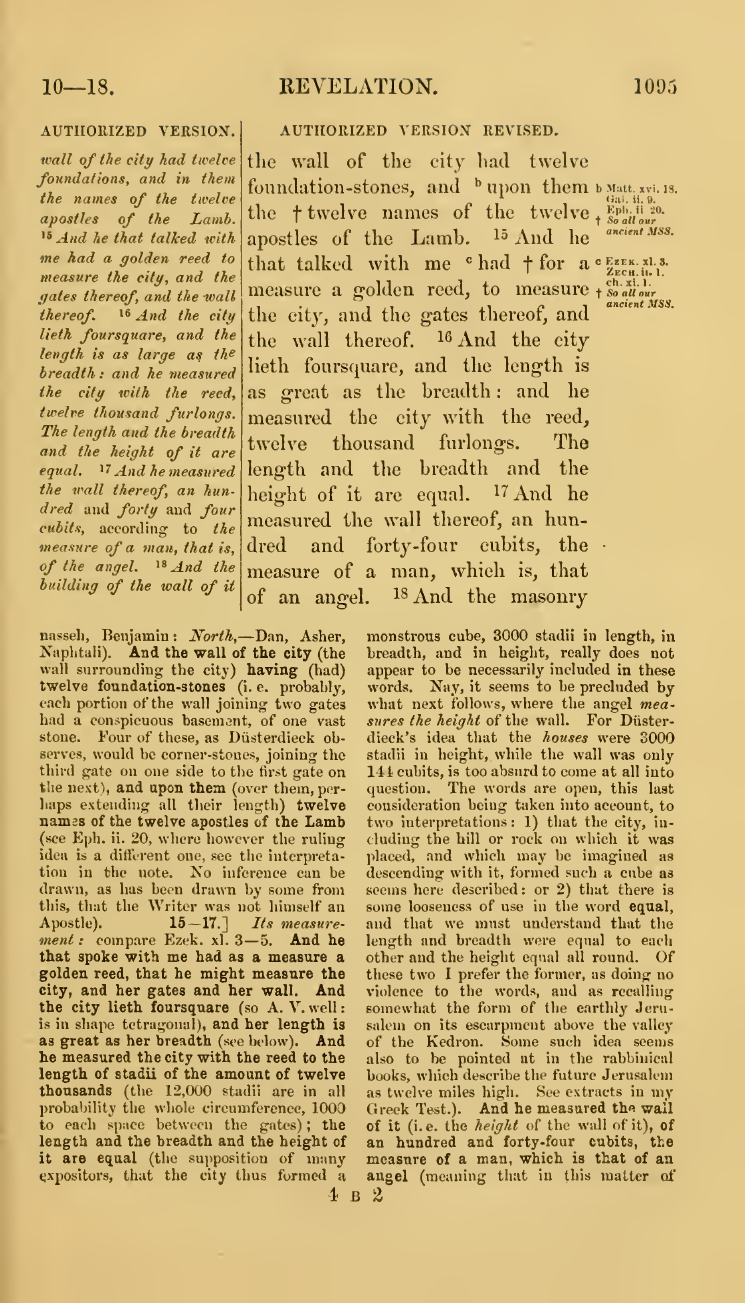 10—18.
REVELATION.
1095
AUTHORIZED VERSION.
wall of the city had twelve
foundations, and in them
the names of the twelve
apostles of the Lamb.
15 And he that talked with
me had a golden reed to
measure the city, and the
gates thereof, and the wall
thereof. 16 And the city
lieth foursquare, and the
length is as large as the
breadth: and he measured
the city with the reed,
twelve thousand furlongs.
The length and the breadth
and the height of it are
equal. 17 And he measured
the wall thereof, an hun-
dred and forty and four
cubits, according to the
measure of a man, that is,
of the angel. 18 And the
building of the wall of it
AUTHORIZED VERSION REVISED.
the wall of the city had twelve
foundation-stones, and b upon them
the † twelve names of the twelve
apostles of the Lamb. 15 And he
that talked with me c had † for a
measure a golden reed, to measure
the city, and the gates thereof, and
the wall thereof. 16 And the city
lieth foursquare, and the length is
as great as the breadth: and he
measured the city with the reed,
twelve thousand furlongs. The
length and the breadth and the
height of it are equal. 17 And he
measured the wall thereof, an hun-
dred and forty-four cubits, the
measure of a man, which is, that
of an angel. 18 And the masonry
b Matt. xvi. 18.
Gal. ii. 9.
Eph. ii 20.
† So all our
ancient MSS.
c EZEK. xl. 3.
ZECH. ii. 1.
ch. xi. 1.
† So all our
ancient MSS.
nasseh, Benjamin: North,—Dan, Asher,
Naphtali). And the wall of the city (the
wall surrounding the city) having (had)
twelve foundation-stones (i. e. probably,
each portion of the wall joining two gates
had a conspicuous basement, of one vast
stone. Four of these, as Düsterdieck ob-
serves, would be corner-stones, joining the
third gate on one side to the first gate on
the next), and upon them (over them, per-
haps extending all their length) twelve
names of the twelve apostles of the Lamb
(see Eph. ii. 20, where however the ruling
idea is a different one, see the interpreta-
tion in the note. No inference can be
drawn, as has been drawn by some from
this, that the Writer was not himself an
Apostle). 15—17.] Its measure-
ment: compare Ezek. xl. 3—5. And he
that spoke with me had as a measure a
golden reed, that he might measure the
city, and her gates and her wall. And
the city lieth foursquare (so A. V. well:
is in shape tetragonal), and her length is
as great as her breadth (see below). And
he measured the city with the reed to the
length of stadii of the amount of twelve
thousands (the 12,000 stadii are in all
probability the whole circumference, 1000
to each space between the gates); the
length and the breadth and the height of
it are equal (the supposition of many
expositors, that the city thus formed a
monstrous cube, 3000 stadii in length, in
breadth, and in height, really does not
appear to be necessarily included in these
words. Nay, it seems to be precluded by
what next follows, where the angel mea-
sures the height of the wall. For Düster-
dieck's idea that the houses were 3000
stadii in height, while the wall was only
144 cubits, is too absurd to come at all into
question. The words are open, this last
consideration being taken into account, to
two interpretations: 1) that the city, in-
cluding the hill or rock on which it was
placed, and which may be imagined as
descending with it, formed such a cube as
seems here described: or 2) that there is
some looseness of use in the word equal,
and that we must understand that the
length and breadth were equal to each
other and the height equal all round. Of
these two I prefer the former, as doing no
violence to the words, and as recalling
somewhat the form of the earthly Jeru-
salem on its escarpment above the valley
of the Kedron. Some such idea seems
also to be pointed at in the rabbinical
books, which describe the future Jerusalem
as twelve miles high. See extracts in my
Greek Test.). And he measured the wall
of it (i. e. the height of the wall of it), of
an hundred and forty-four cubits, the
measure of a man, which is that of an
angel (meaning that in this matter of
4 B 2